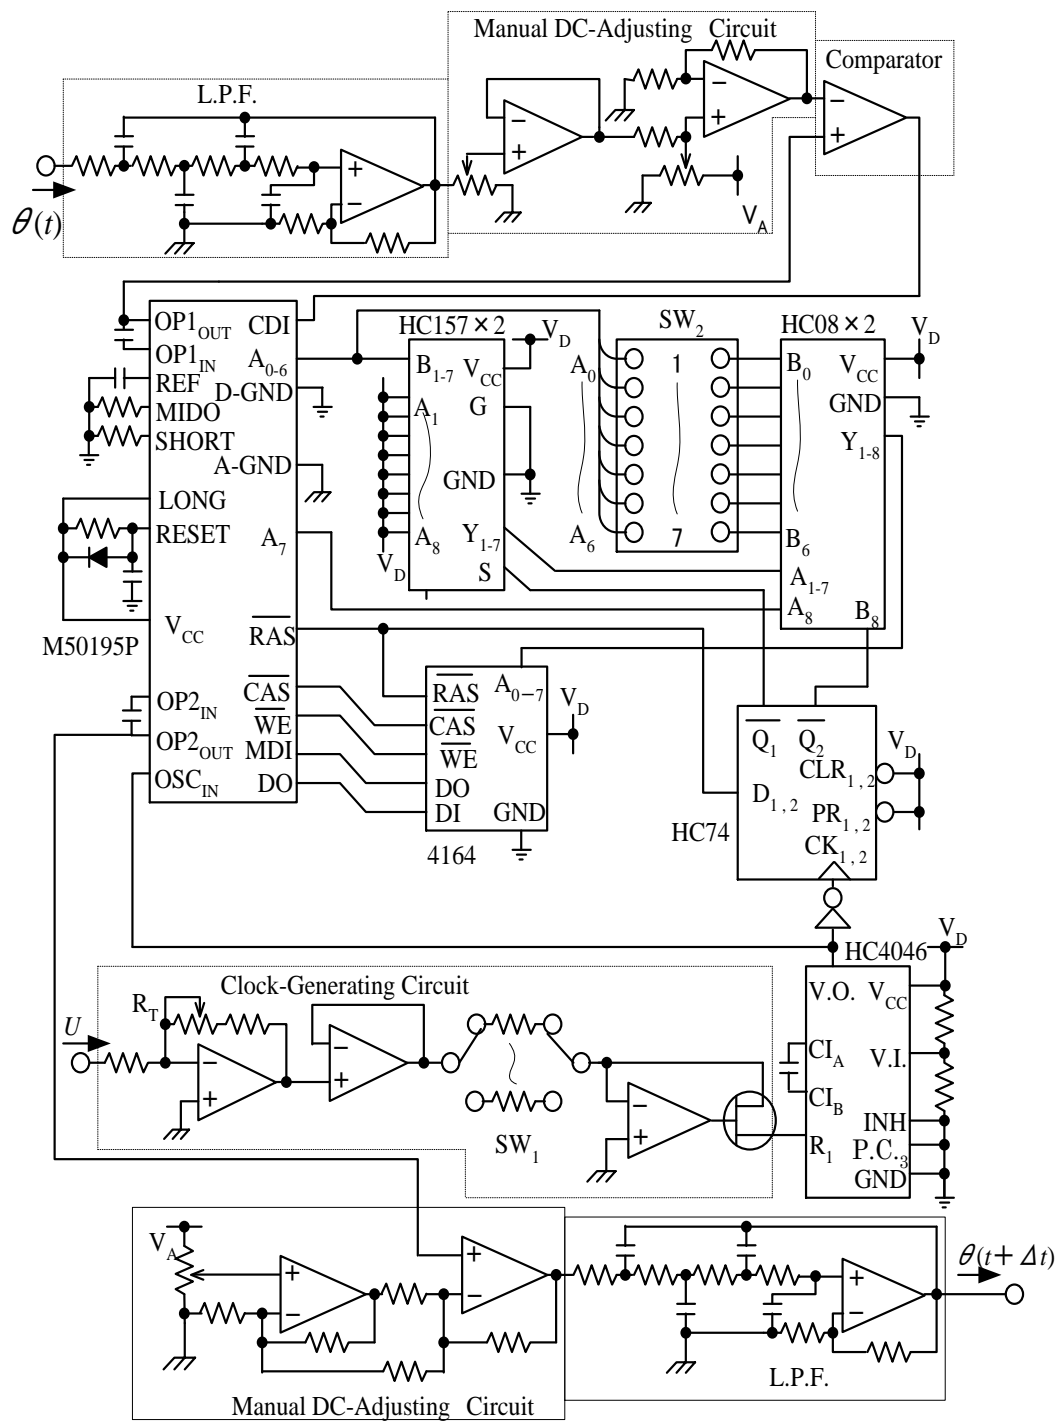 Manual DC-Adjusting Circuit
Comparator
L.P.F.
θ(t)
V_A
OP1_OUT
OP1_IN
REF
MIDO
SHORT
LONG
RESET
V_CC
M50195P
OP2_IN
OP2_OUT
OSC_IN
CDI
A_0-6
D-GND
A-GND
A_7
RAS
CAS
WE
MDI
DO
HC157×2
V_D
B_1-7
V_CC
A_1
G
GND
A_8
Y_1-7
S
V_D
SW_2
A_0
1
A_6
7
HC08×2
V_D
B_0
V_CC
GND
Y_1-8
B_6
A_1-7
A_8
B_8
RAS
A_0-7
CAS
V_CC
WE
DO
DI
GND
V_D
4164
Q_1
Q_2
CLR_1,2
D_1,2
PR_1,2
CK_1,2
HC74
V_D
HC4046
V_D
V.O.
V_CC
CI_A
V.I.
CI_B
INH
R_1
P.C._3
GND
Clock-Generating Circuit
R_T
U
SW_1
V_A
Manual DC-Adjusting Circuit
L.P.F.
θ(t+Δt)